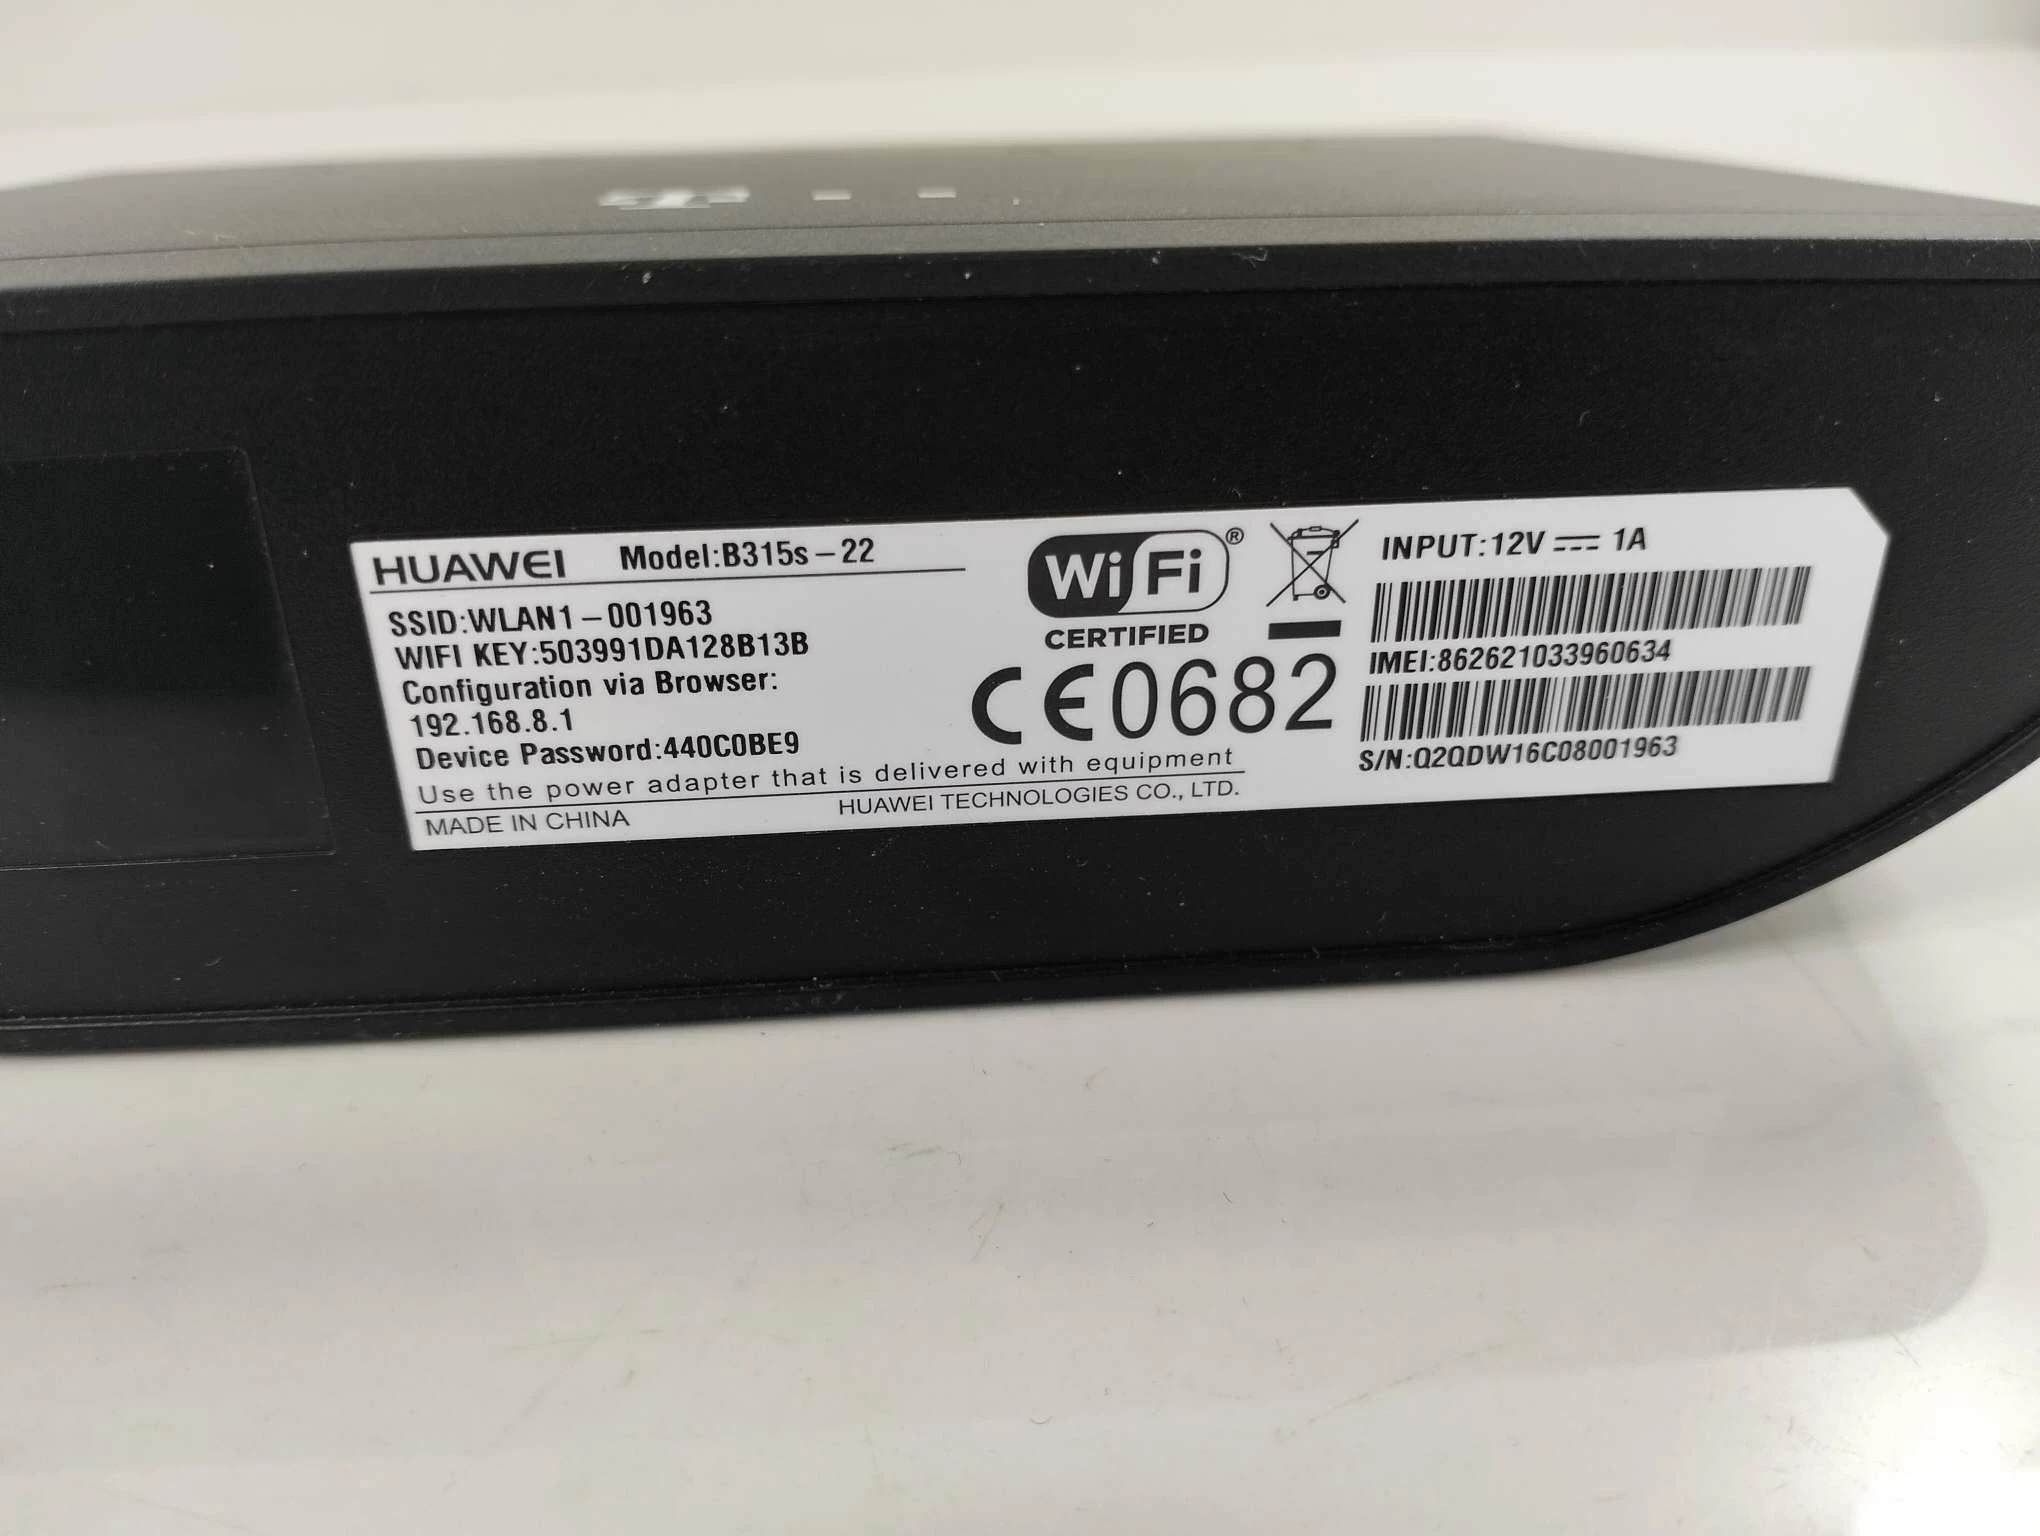 HUAWEI Model:B315s-22
SSID:WLAN1-001963
WIFI KEY:503991DA128B13B
Configuration via Browser:
192.168.8.1
Device Password:440C0BE9
Use the power adapter that is delivered with equipment
MADE IN CHINA HUAWEI TECHNOLOGIES CO., LTD.
WiFi®
CERTIFIED
CE0682
INPUT:12V⎓1A
IMEI:862621033960634
S/N:Q2QDW16C08001963